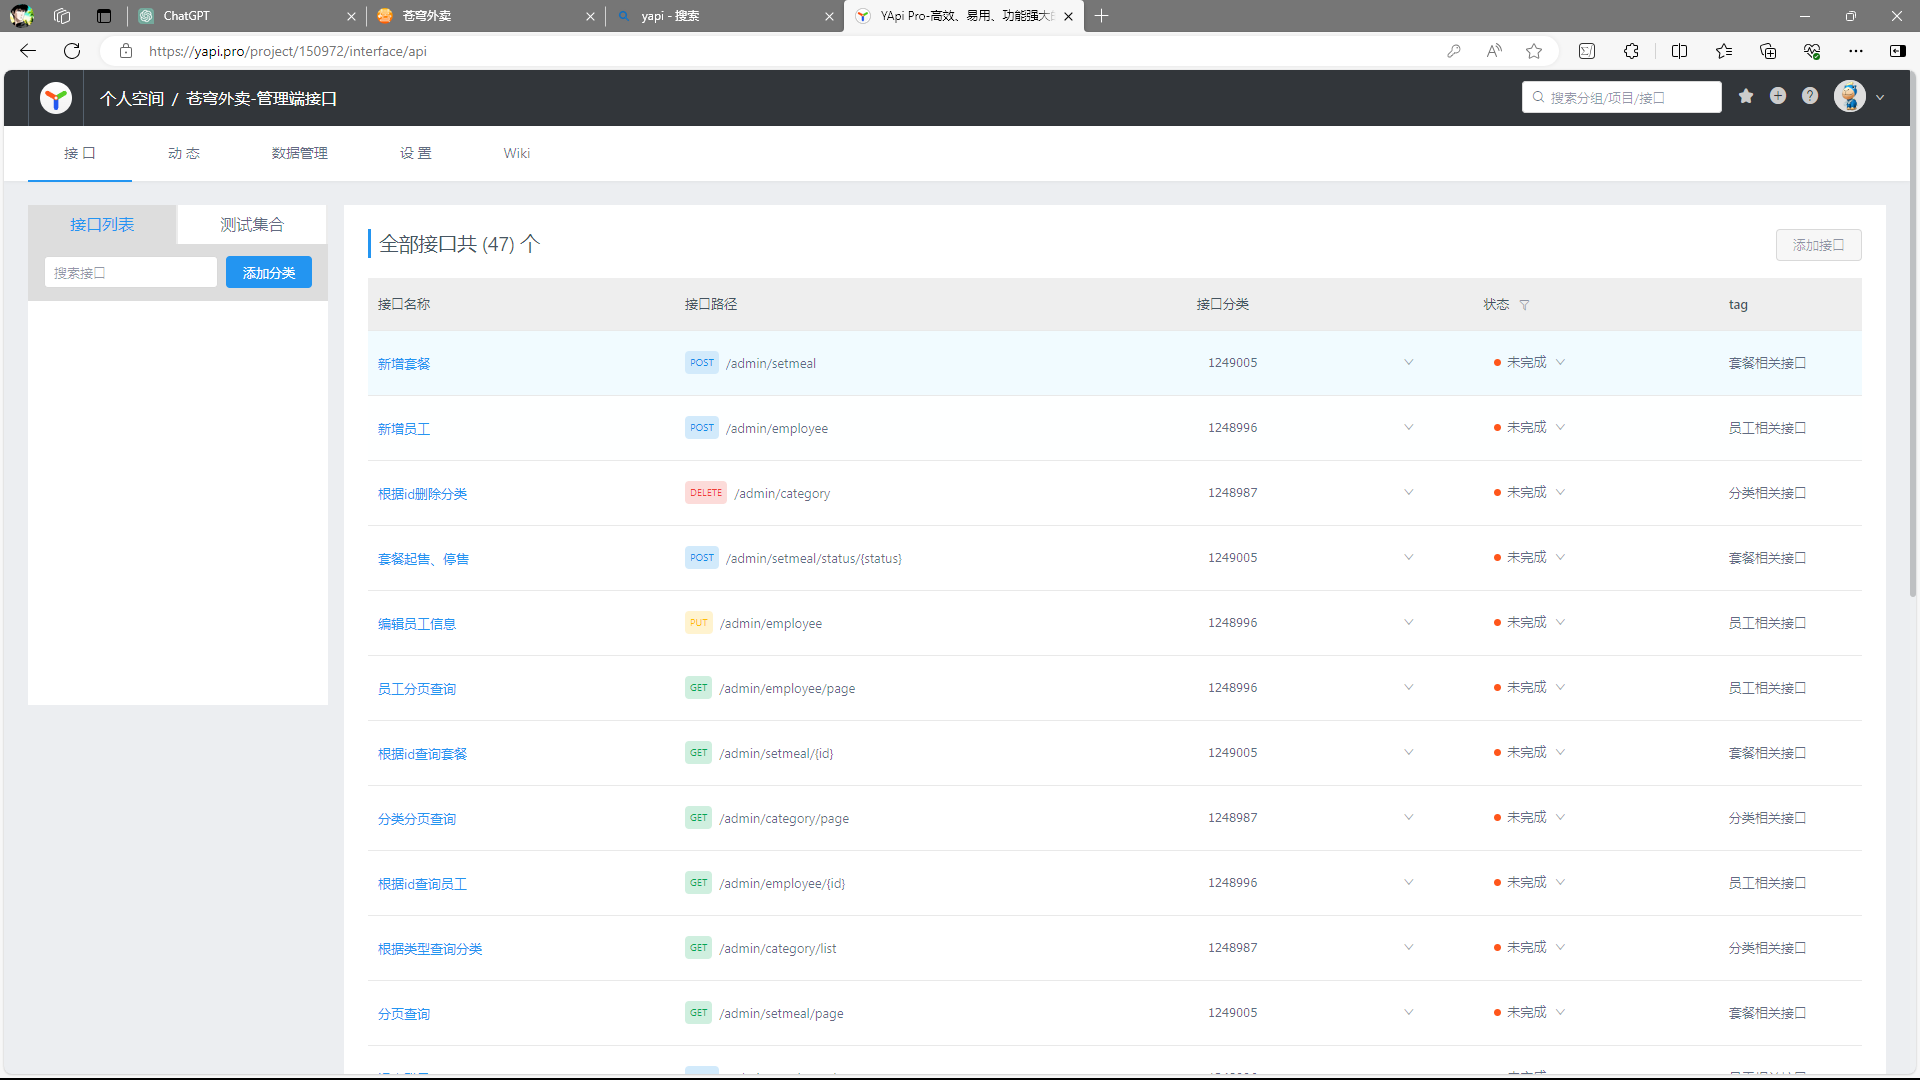 ChatGPT
苍穹外卖
yapi - 搜索
YApi Pro-高效、易用、功能强大
https://yapi.pro/project/150972/interface/api
个人空间 / 苍穹外卖-管理端接口
搜索分组/项目/接口
接 口
动 态
数据管理
设 置
Wiki
接口列表
测试集合
搜索接口
添加分类
全部接口共 (47) 个
添加接口
接口名称 接口路径 接口分类 状态 tag
新增套餐 POST /admin/setmeal 1249005 未完成 套餐相关接口
新增员工 POST /admin/employee 1248996 未完成 员工相关接口
根据id删除分类 DELETE /admin/category 1248987 未完成 分类相关接口
套餐起售、停售 POST /admin/setmeal/status/{status} 1249005 未完成 套餐相关接口
编辑员工信息 PUT /admin/employee 1248996 未完成 员工相关接口
员工分页查询 GET /admin/employee/page 1248996 未完成 员工相关接口
根据id查询套餐 GET /admin/setmeal/{id} 1249005 未完成 套餐相关接口
分类分页查询 GET /admin/category/page 1248987 未完成 分类相关接口
根据id查询员工 GET /admin/employee/{id} 1248996 未完成 员工相关接口
根据类型查询分类 GET /admin/category/list 1248987 未完成 分类相关接口
分页查询 GET /admin/setmeal/page 1249005 未完成 套餐相关接口